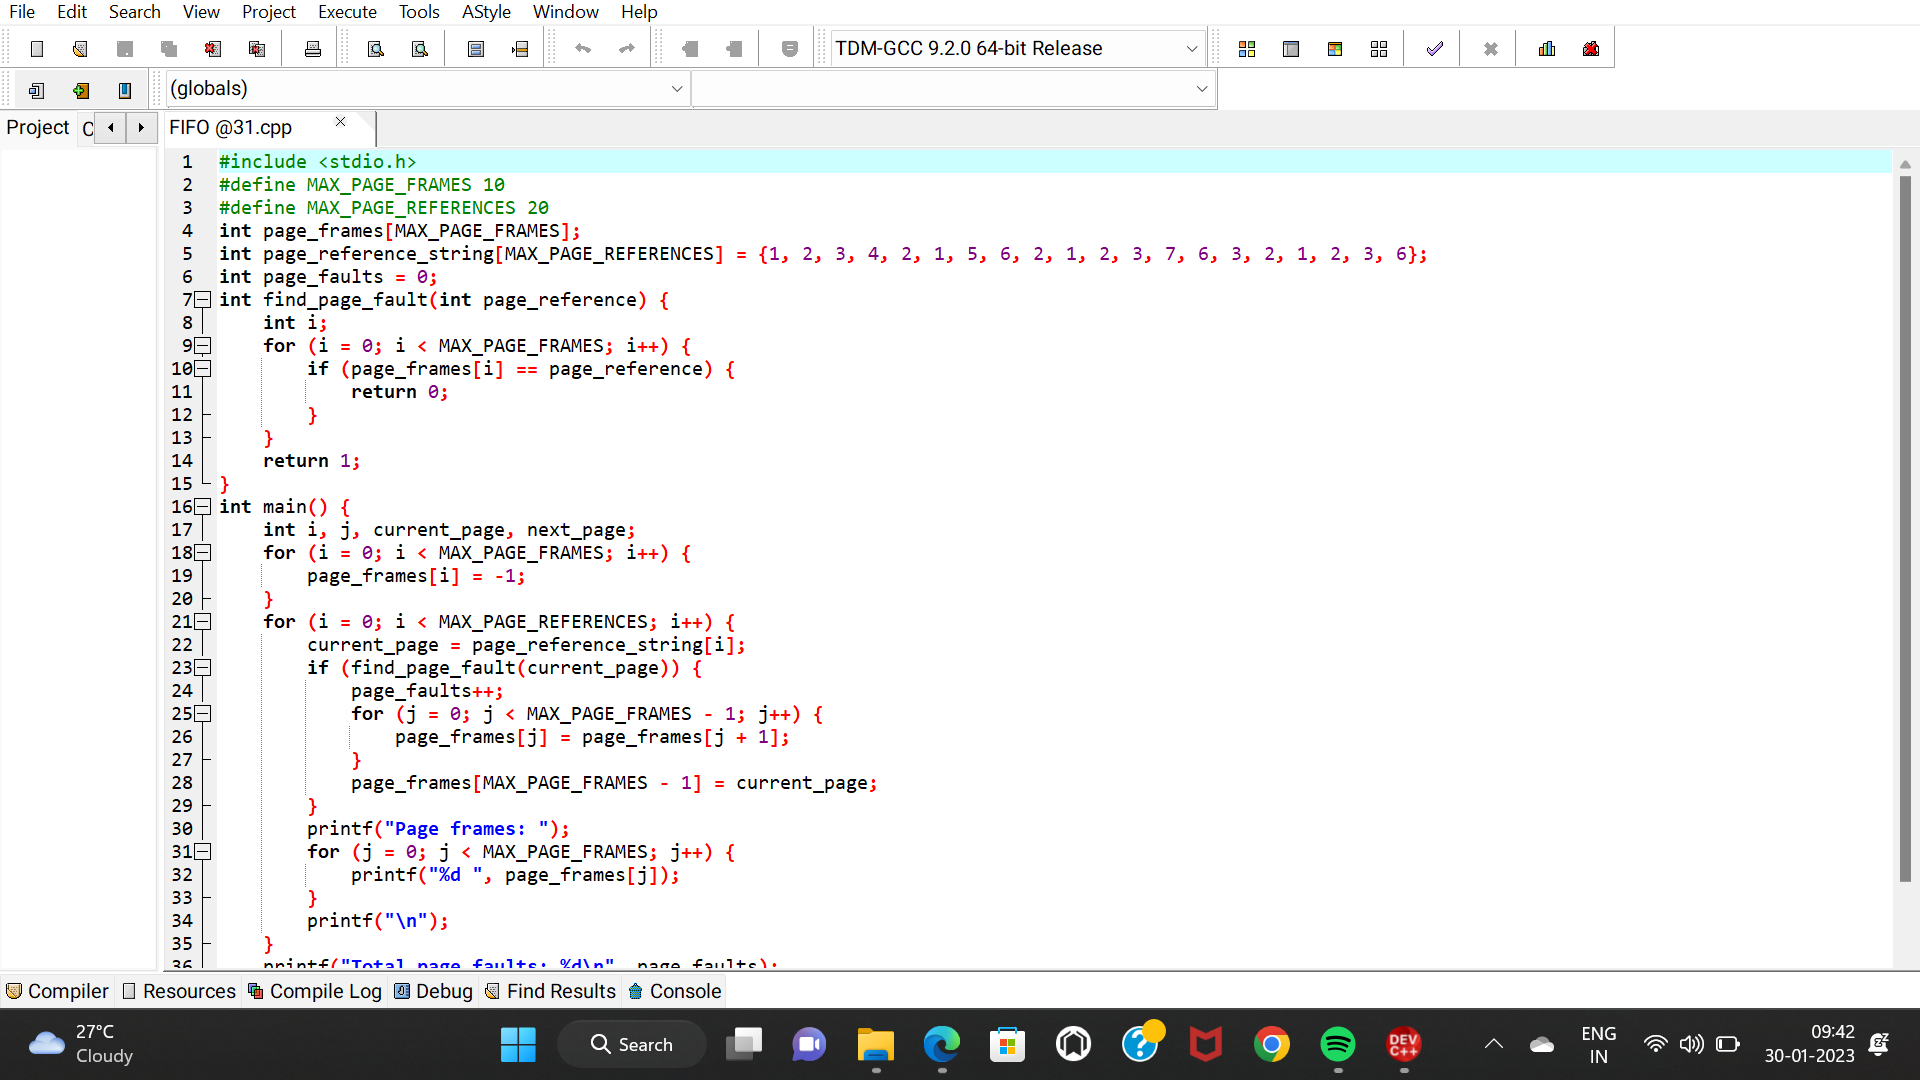 File Edit Search View Project Execute Tools AStyle Window Help
TDM-GCC 9.2.0 64-bit Release
(globals)
Project C
FIFO @31.cpp
1 #include <stdio.h>
2 #define MAX_PAGE_FRAMES 10
3 #define MAX_PAGE_REFERENCES 20
4 int page_frames[MAX_PAGE_FRAMES];
5 int page_reference_string[MAX_PAGE_REFERENCES] = {1, 2, 3, 4, 2, 1, 5, 6, 2, 1, 2, 3, 7, 6, 3, 2, 1, 2, 3, 6};
6 int page_faults = 0;
7 int find_page_fault(int page_reference) {
8     int i;
9     for (i = 0; i < MAX_PAGE_FRAMES; i++) {
10         if (page_frames[i] == page_reference) {
11             return 0;
12         }
13     }
14     return 1;
15 }
16 int main() {
17     int i, j, current_page, next_page;
18     for (i = 0; i < MAX_PAGE_FRAMES; i++) {
19         page_frames[i] = -1;
20     }
21     for (i = 0; i < MAX_PAGE_REFERENCES; i++) {
22         current_page = page_reference_string[i];
23         if (find_page_fault(current_page)) {
24             page_faults++;
25             for (j = 0; j < MAX_PAGE_FRAMES - 1; j++) {
26                 page_frames[j] = page_frames[j + 1];
27             }
28             page_frames[MAX_PAGE_FRAMES - 1] = current_page;
29         }
30         printf("Page frames: ");
31         for (j = 0; j < MAX_PAGE_FRAMES; j++) {
32             printf("%d ", page_frames[j]);
33         }
34         printf("\n");
35     }
36     printf("Total page faults: %d\n", page_faults);
Compiler Resources Compile Log Debug Find Results Console
27°C
Cloudy
Search
DEV
C++
ENG
IN
09:42
30-01-2023